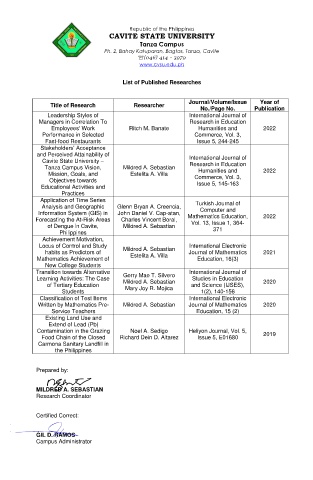 Republic of the Philippines
CAVITE STATE UNIVERSITY
Tanza Campus
Ph. 2, Bahay Katuparan, Bagtas, Tanza, Cavite
(046) 414 - 3979
www.cvsu.edu.ph
List of Published Researches
Title of Research
Researcher
Journal/Volume/Issue
No./Page No.
Year of
Publication
Leadership Styles of
Managers in Correlation To
Employees' Work
Performance in Selected
Fast-food Restaurants
Ritch M. Banate
International Journal of
Research in Education
Humanities and
Commerce, Vol. 3,
Issue 5, 244-245
2022
Stakeholders' Acceptance
and Perceived Attainability of
Cavite State University –
Tanza Campus Vision,
Mission, Goals, and
Objectives towards
Educational Activities and
Practices
Mildred A. Sebastian
Estelita A. Villa
International Journal of
Research in Education
Humanities and
Commerce, Vol. 3,
Issue 5, 145-163
2022
Application of Time Series
Analysis and Geographic
Information System (GIS) in
Forecasting the At-Risk Areas
of Dengue in Cavite,
Philippines
Glenn Bryan A. Creencia,
John Daniel V. Cap-atan,
Charles Vincent Boral,
Mildred A. Sebastian
Turkish Journal of
Computer and
Mathematics Education,
Vol. 13, Issue 1, 364-
371
2022
Achievement Motivation,
Locus of Control and Study
habits as Predictors of
Mathematics Achievement of
New College Students
Mildred A. Sebastian
Estelita A. Villa
International Electronic
Journal of Mathematics
Education, 16(3)
2021
Transition towards Alternative
Learning Activities: The Case
of Tertiary Education
Students
Gerry Mae T. Silvero
Mildred A. Sebastian
Mary Joy R. Mojica
International Journal of
Studies in Education
and Science (IJSES),
1(2), 140-156
2020
Classification of Test Items
Written by Mathematics Pre-
Service Teachers
Mildred A. Sebastian
International Electronic
Journal of Mathematics
Education, 15 (2)
2020
Existing Land Use and
Extend of Lead (Pb)
Contamination in the Grazing
Food Chain of the Closed
Carmona Sanitary Landfill in
the Philippines
Noel A. Sedigo
Richard Dein D. Altarez
Heliyon Journal, Vol. 5,
Issue 5, E01680
2019
Prepared by:
MILDRED A. SEBASTIAN
Research Coordinator
Certified Correct:
GIL D. RAMOS
Campus Administrator